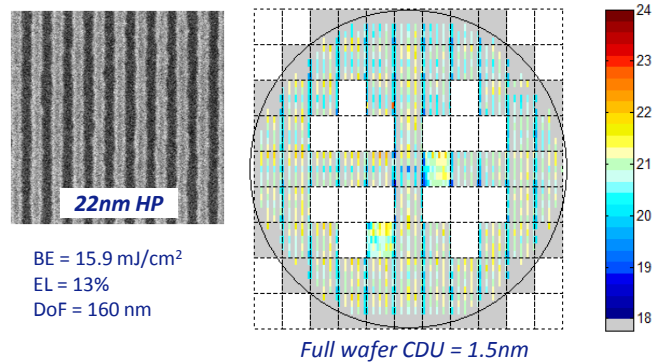 22nm HP
BE = 15.9 mJ/cm²
EL = 13%
DoF = 160 nm
Full wafer CDU = 1.5nm
24
23
22
21
20
19
18